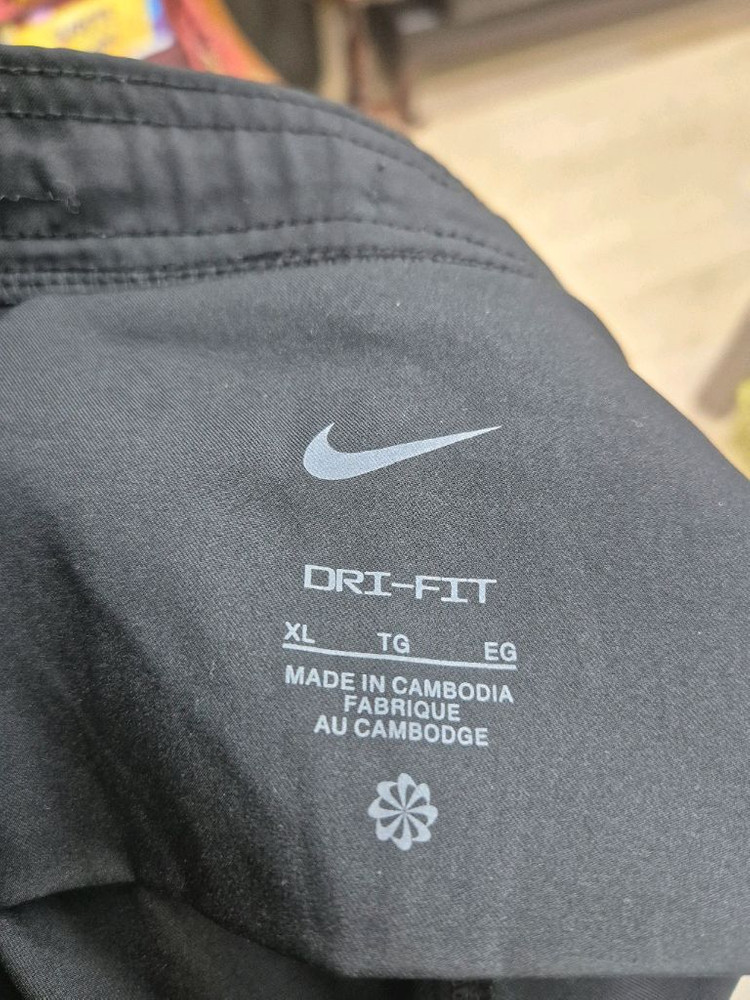 DRI-FIT
XL TG EG
MADE IN CAMBODIA
FABRIQUE
AU CAMBODGE